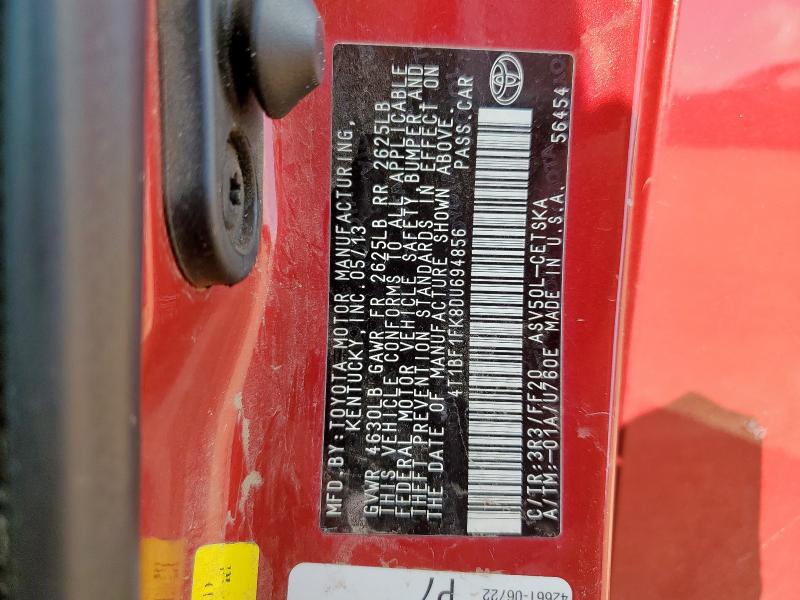 MFD BY:TOYOTA MOTOR MANUFACTURING,
KENTUCKY,INC.05/13
GVWR 4630LB GAWR FR 2625LB RR 2625LB
THIS VEHICLE CONFORMS TO ALL APPLICABLE
FEDERAL MOTOR VEHICLE SAFETY,BUMPER,AND
THEFT PREVENTION STANDARDS IN EFFECT ON
THE DATE OF MANUFACTURE SHOWN ABOVE.
4T1BF1FK8DU694856 PASS.CAR
C/TR:3R3/FF20 ASV50L-CETSKA
A/TM:-01A/U760E MADE IN U.S.A. 56454
42661-06/22